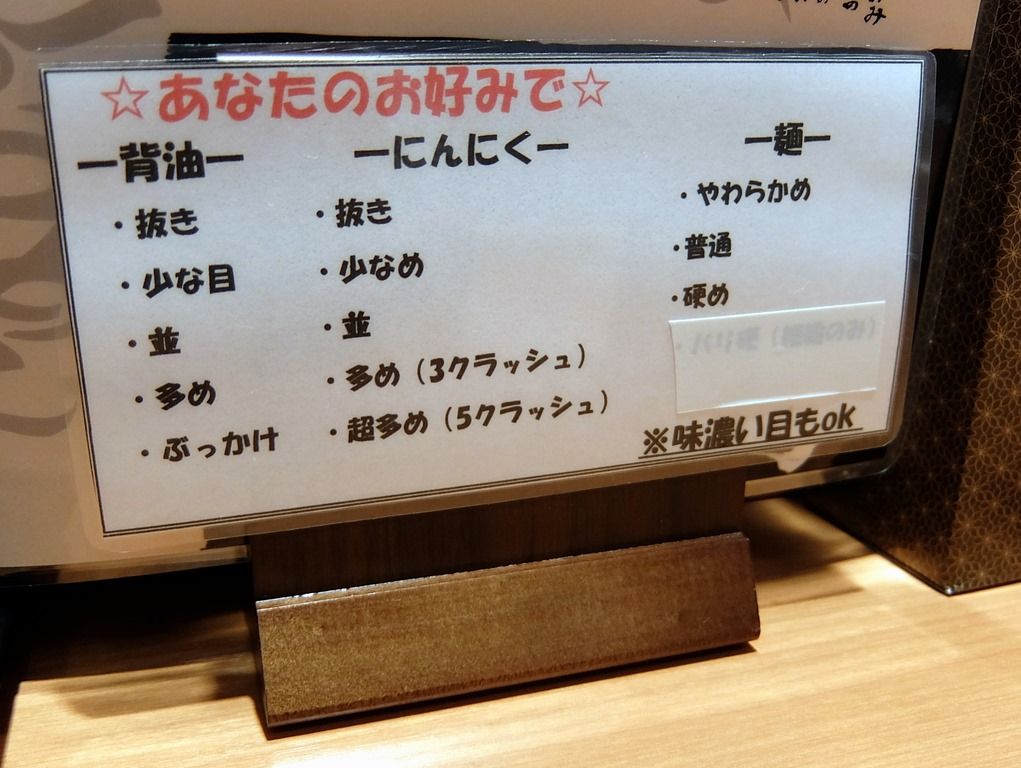 ☆あなたのお好みで☆
ー背油ー
・抜き
・少な目
・並
・多め
・ぶっかけ
ーにんにくー
・抜き
・少なめ
・並
・多め（3クラッシュ）
・超多め（5クラッシュ）
ー麺ー
・やわらかめ
・普通
・硬め
※味濃い目もok